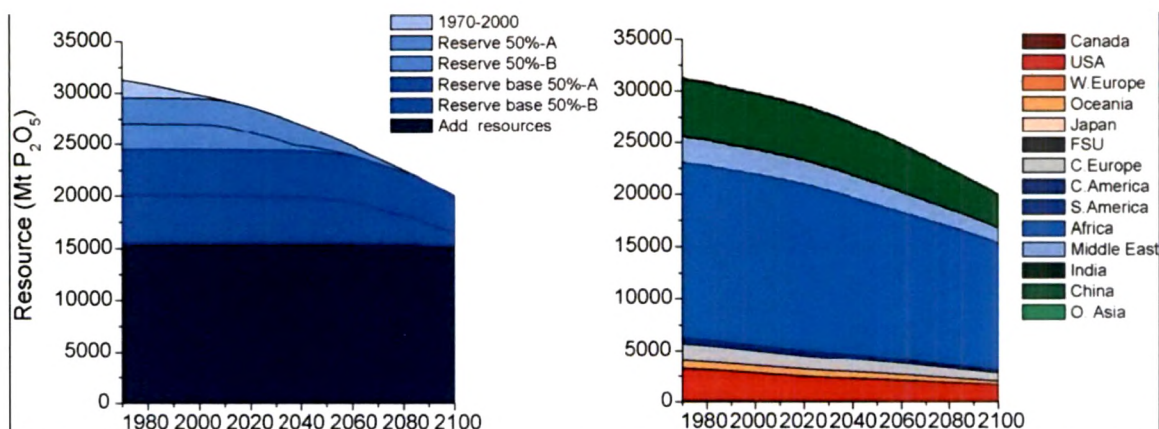 1970-2000
Reserve 50%-A
Reserve 50%-B
Reserve base 50%-A
Reserve base 50%-B
Add resources
35000
30000
25000
20000
15000
10000
5000
0
Resource (Mt P₂O₅)
1980 2000 2020 2040 2060 2080 2100
35000
30000
25000
20000
15000
10000
5000
0
1980 2000 2020 2040 2060 2080 2100
Canada
USA
W.Europe
Oceania
Japan
FSU
C.Europe
C.America
S.America
Africa
Middle East
India
China
O. Asia